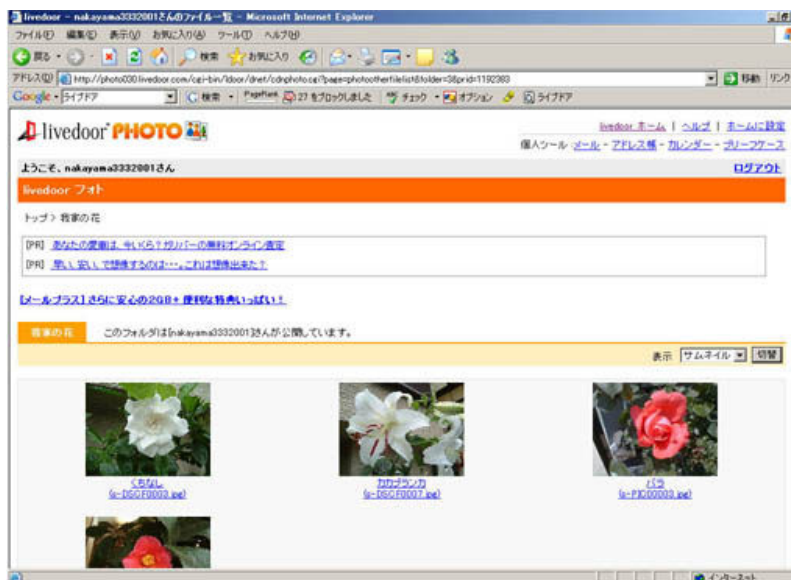 livedoor - nakayama3332001さんのファイル一覧 - Microsoft Internet Explorer
ファイル(F) 編集(E) 表示(V) お気に入り(A) ツール(T) ヘルプ(H)
戻る 検索 お気に入り
アドレス(D) http://photo030.livedoor.com/cgi-bin/ldoor/dnet/cdnphoto.cgi?page=photootherfilelist&folder=3&prid=1192383 移動 リンク
Google ライブドア 検索 PageRank 27 をブロックしました チェック オプション ライブドア
livedoor PHOTO
livedoor ホーム | ヘルプ | ホームに設定
個人ツール メール - アドレス帳 - カレンダー - ブリーフケース
ようこそ、nakayama3332001さん ログアウト
livedoor フォト
トップ > 我家の花
[PR] あなたの愛車は、今いくら?ガリバーの無料オンライン査定
[PR] 早い、安い、で想像するのは・・・。これは想像出来た?
[メールプラス] さらに安心の2GB+ 便利な特典いっぱい!
我家の花 このフォルダは[nakayama3332001]さんが公開しています。
表示 サムネイル 切替
くちなし カサブランカ バラ
(s-DSCF0003.jpg) (s-DSCF0007.jpg) (s-PIC00003.jpg)
インターネット